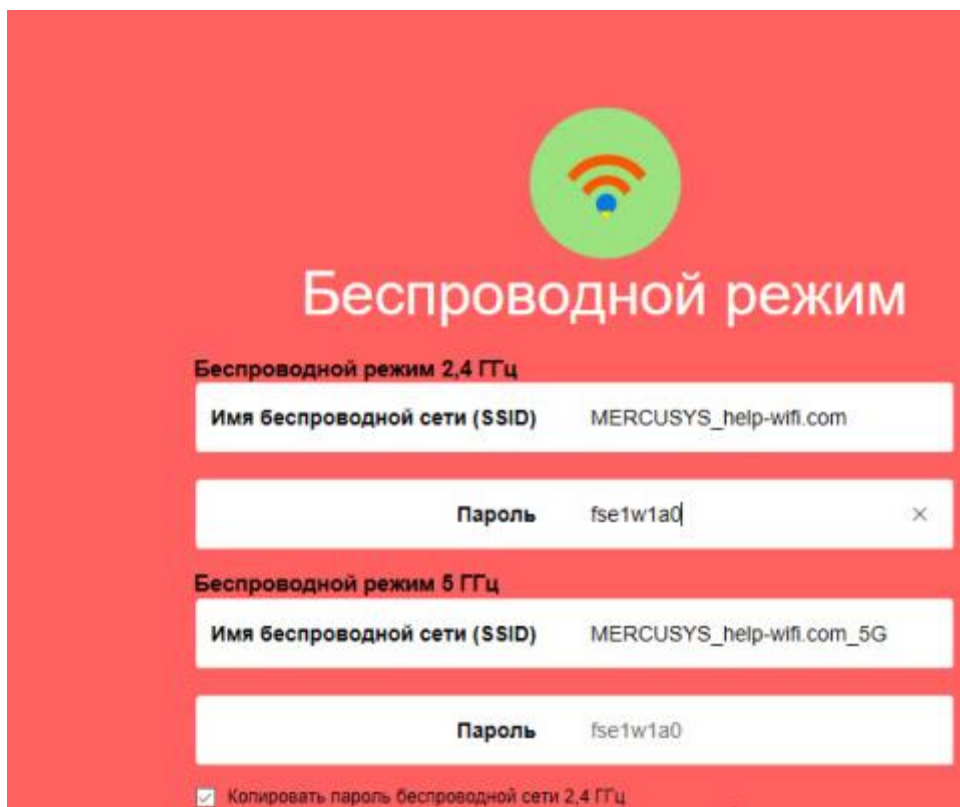 Беспроводной режим
Беспроводной режим 2,4 ГГц
Имя беспроводной сети (SSID) MERCUSYS_help-wifi.com
Пароль fse1w1a0
Беспроводной режим 5 ГГц
Имя беспроводной сети (SSID) MERCUSYS_help-wifi.com_5G
Пароль fse1w1a0
Копировать пароль беспроводной сети 2,4 ГГц